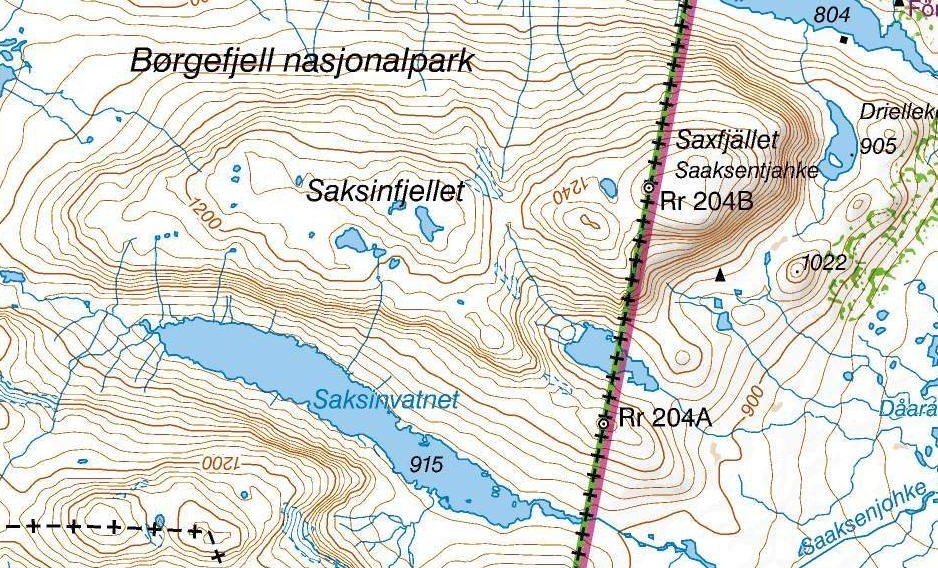 804
Børgefjell nasjonalpark
Drielleke
905
Saxfjället
Saaksentjahke
Saksinfjellet
1240
Rr 204B
1200
1022
Saksinvatnet
900
Dåara
Rr 204A
1200
915
Saaksenjohke